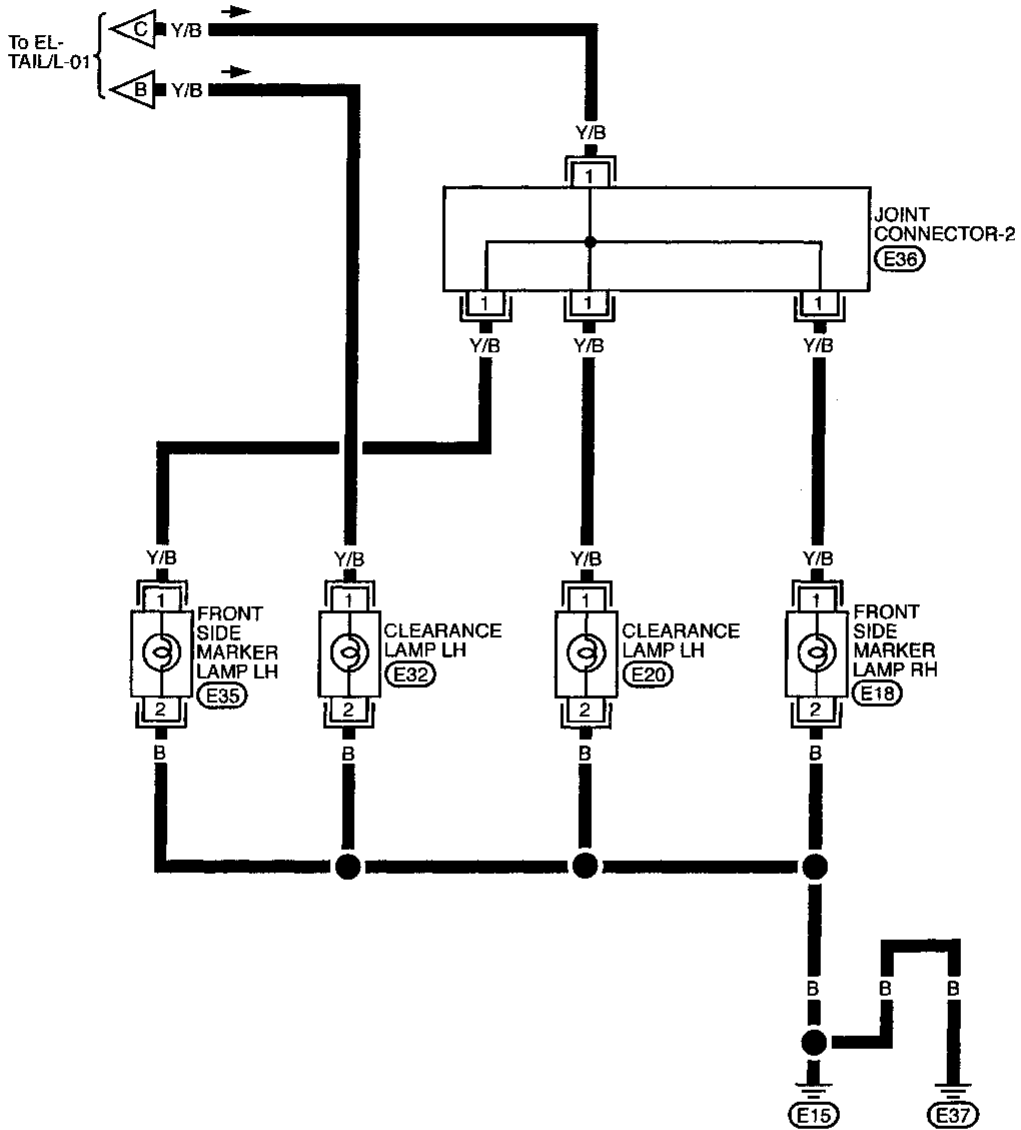 To EL-
TAIL/L-01
C
Y/B
B
Y/B
Y/B
1
JOINT
CONNECTOR-2
E36
1
1
1
Y/B
Y/B
Y/B
Y/B
Y/B
Y/B
Y/B
1
1
1
1
FRONT
SIDE
MARKER
LAMP LH
E35
CLEARANCE
LAMP LH
E32
CLEARANCE
LAMP LH
E20
FRONT
SIDE
MARKER
LAMP RH
E18
2
2
2
2
B
B
B
B
B
B
B
E15
E37